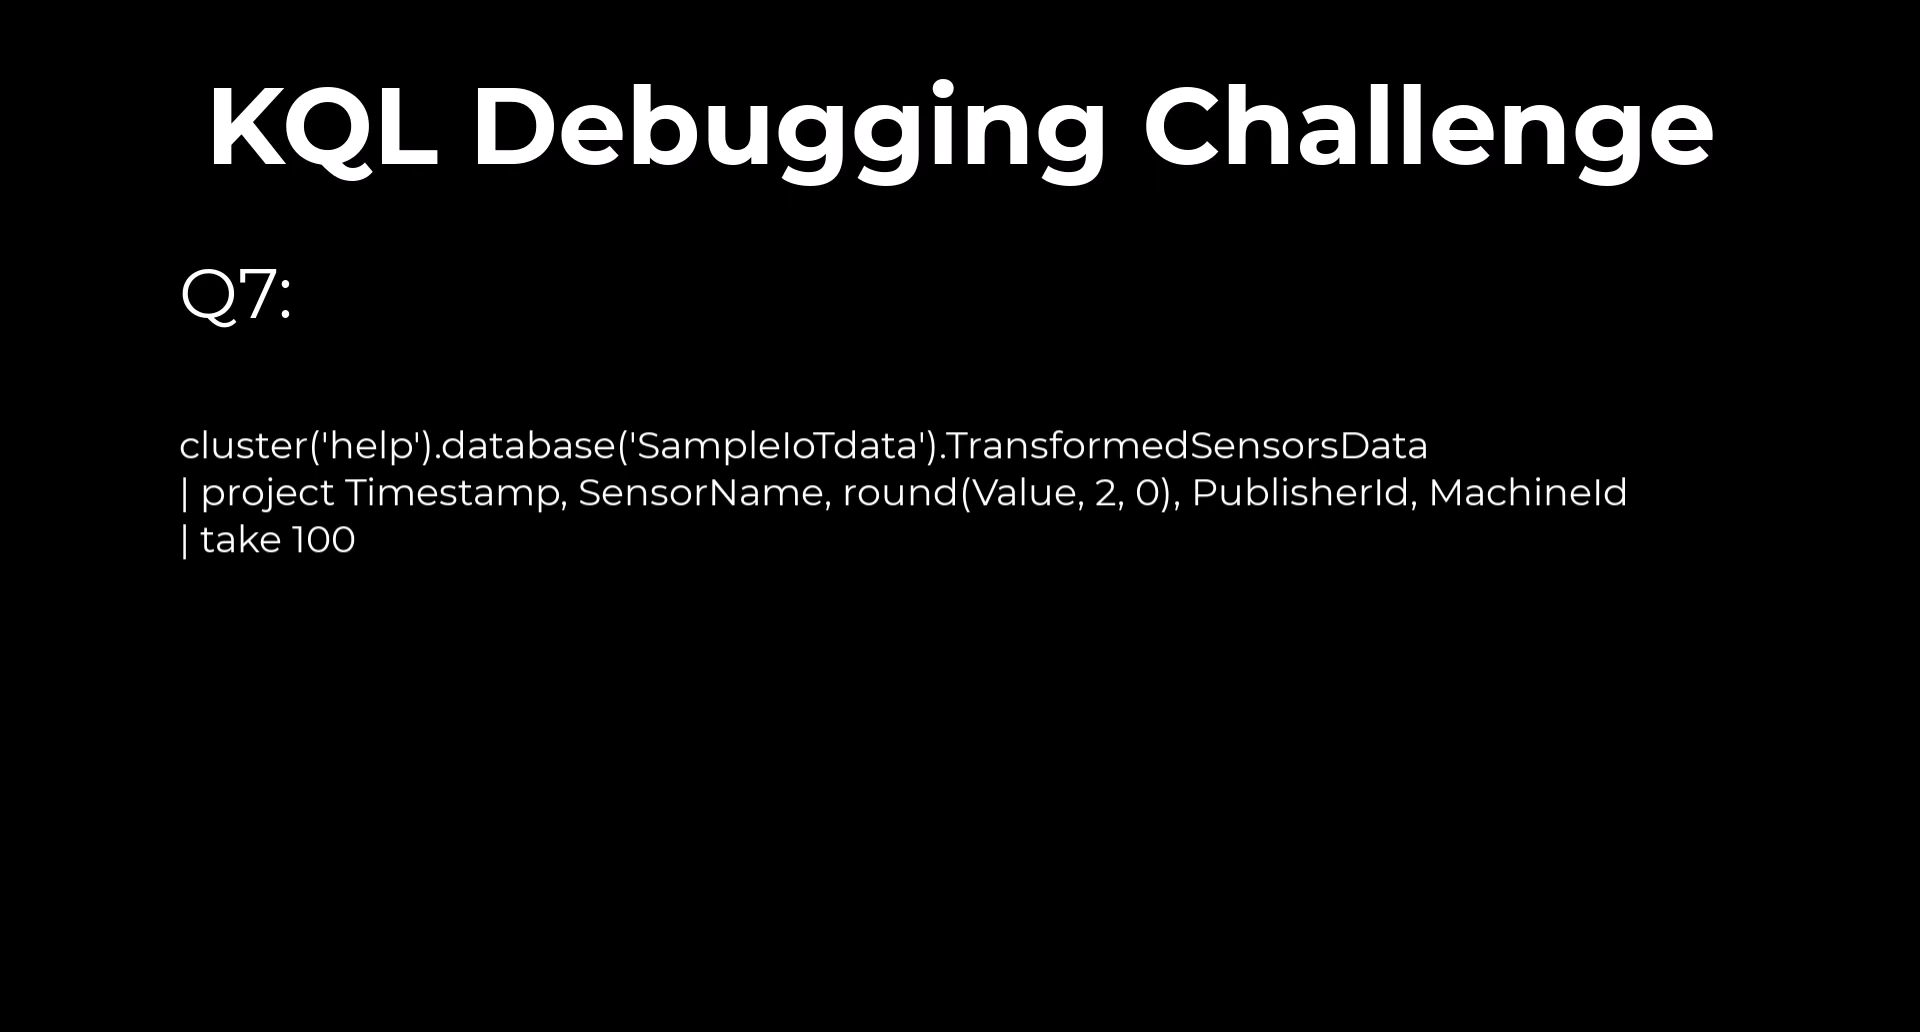 KQL Debugging Challenge
Q7:
cluster('help').database('SampleIoTdata').TransformedSensorsData
| project Timestamp, SensorName, round(Value, 2, 0), PublisherId, MachineId
| take 100